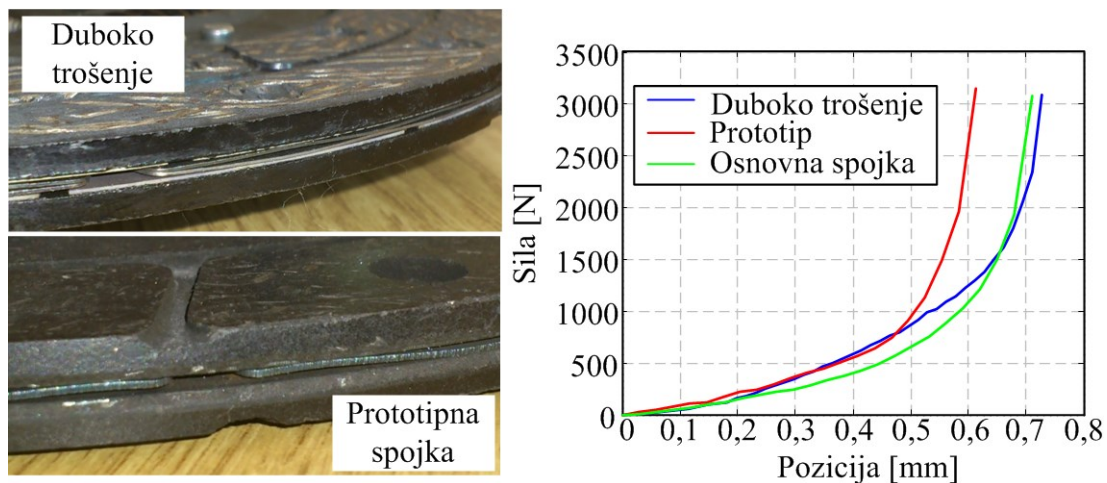 Duboko
trošenje
Prototipna
spojka
3500
3000
2500
2000
1500
1000
500
0
Sila [N]
Duboko trošenje
Prototip
Osnovna spojka
0 0,1 0,2 0,3 0,4 0,5 0,6 0,7 0,8
Pozicija [mm]